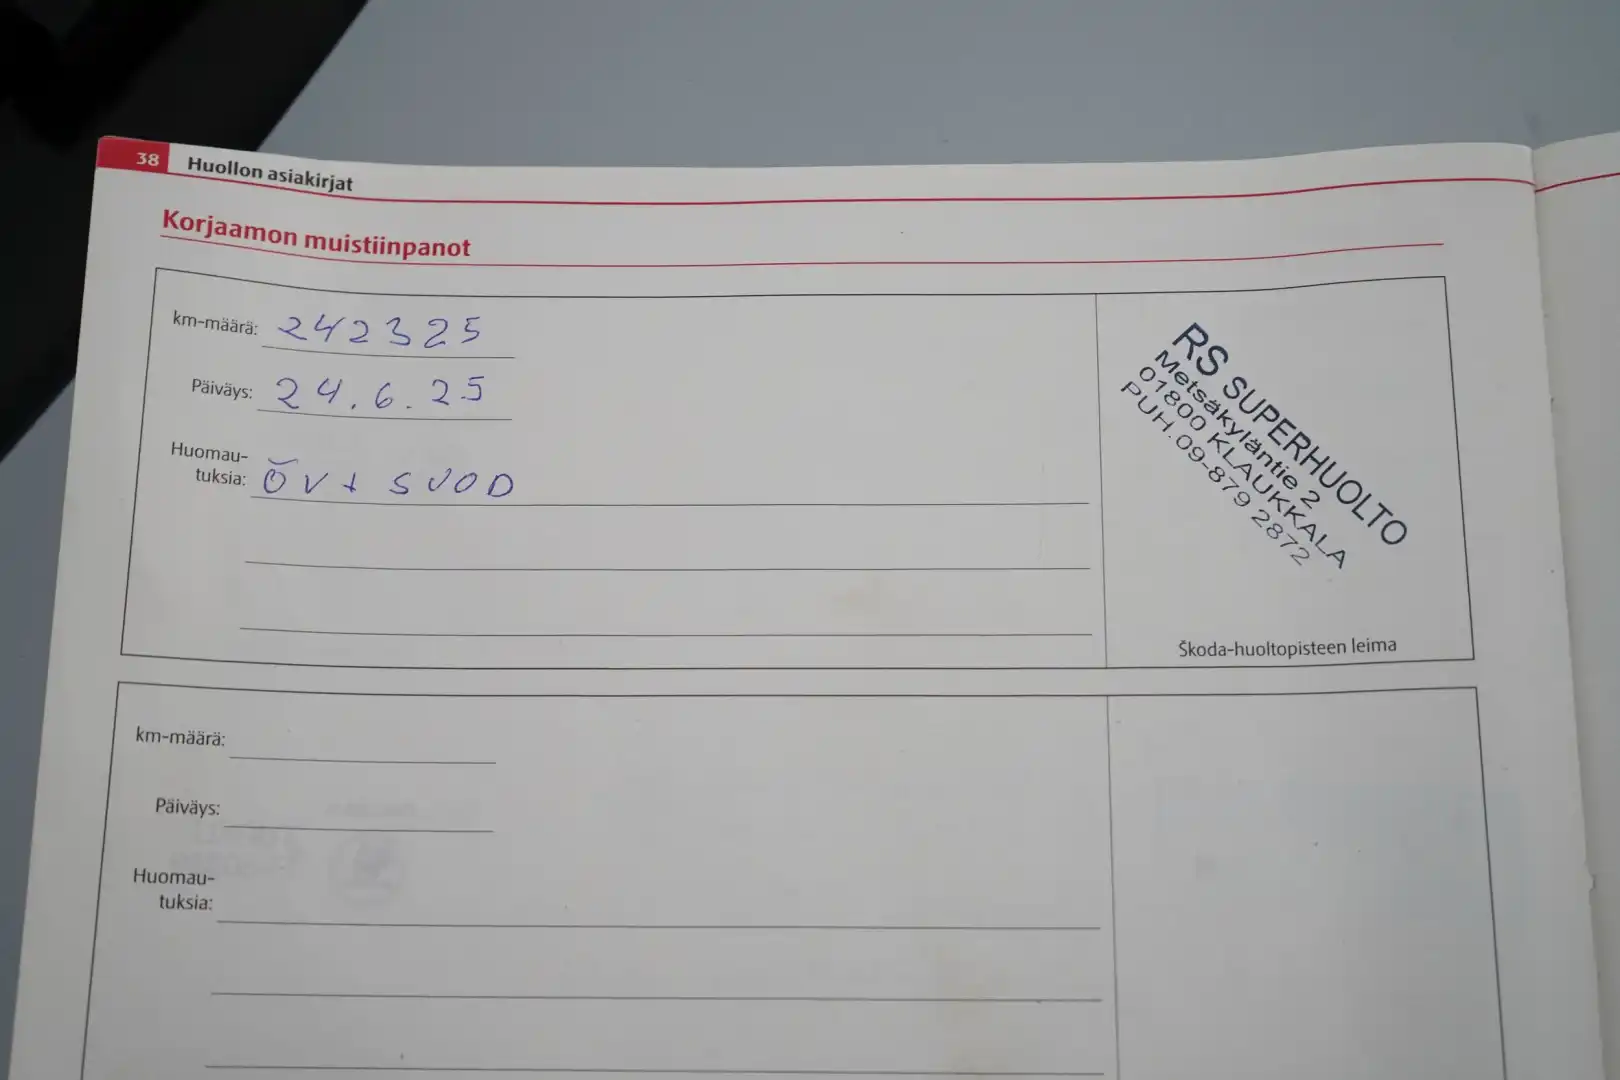 38 Huollon asiakirjat
Korjaamon muistiinpanot
km-määrä: 242325
Päiväys: 24.6.25
Huomau-
tuksia: ÖV + SUOD
RS SUPERHUOLTO
Metsäkyläntie 2
01800 KLAUKKALA
PUH.09-879 2872
Škoda-huoltopisteen leima
km-määrä:
Päiväys:
Huomau-
tuksia: